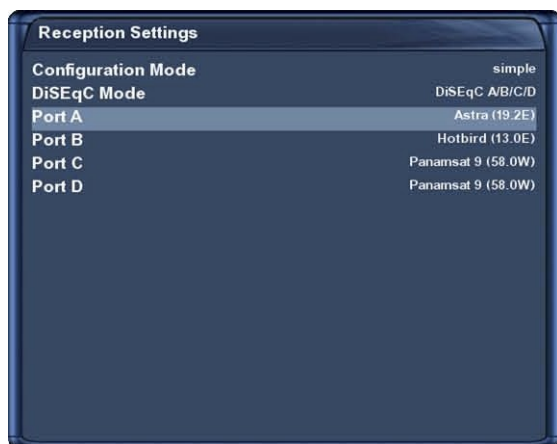 Reception Settings
Configuration Mode simple
DiSEqC Mode DiSEqC A/B/C/D
Port A Astra (19.2E)
Port B Hotbird (13.0E)
Port C Panamsat 9 (58.0W)
Port D Panamsat 9 (58.0W)